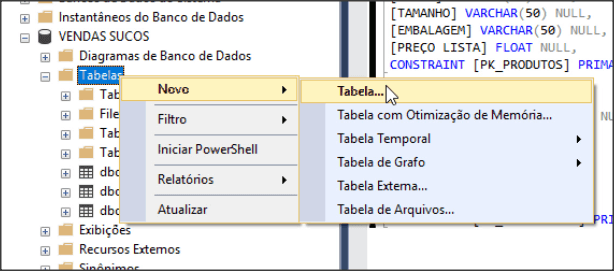 Instantâneos do Banco de Dados
VENDAS SUCOS
Diagramas de Banco de Dados
Tabelas
Tab
File
Tab
Tab
dbo
dbo
dbo
Exibições
Recursos Externos
Sinônimos
Novo
Filtro
Iniciar PowerShell
Relatórios
Atualizar
Tabela...
Tabela com Otimização de Memória...
Tabela Temporal
Tabela de Grafo
Tabela Externa...
Tabela de Arquivos...
[TAMANHO] VARCHAR(50) NULL,
[EMBALAGEM] VARCHAR(50) NULL,
[PREÇO LISTA] FLOAT NULL,
CONSTRAINT [PK_PRODUTOS] PRIMA